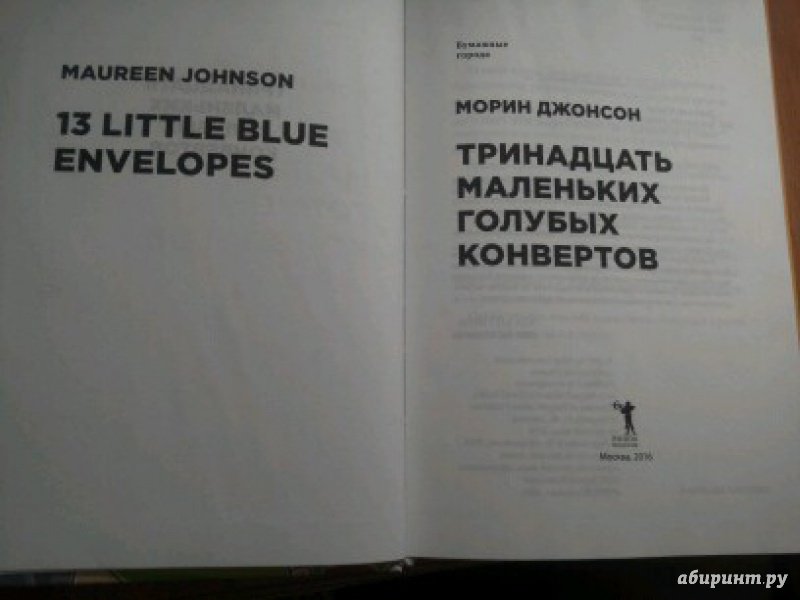 MAUREEN JOHNSON
13 LITTLE BLUE
ENVELOPES
Бумажные
города
МОРИН ДЖОНСОН
ТРИНАДЦАТЬ
МАЛЕНЬКИХ
ГОЛУБЫХ
КОНВЕРТОВ
Москва, 2016
абиринт.ру